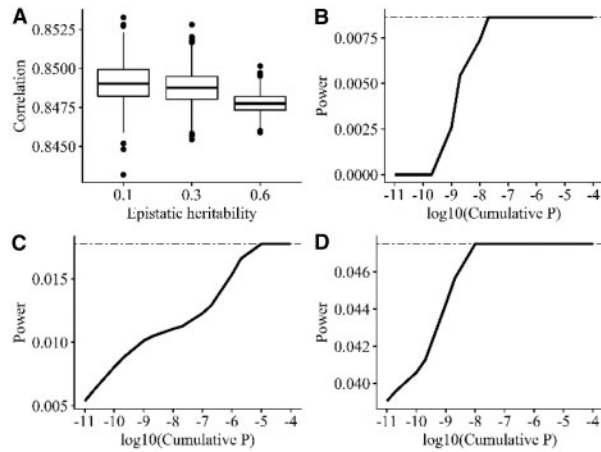 A
Correlation
0.8525
0.8500
0.8475
0.8450
0.1 0.3 0.6
Epistatic heritability
B
Power
0.0075
0.0050
0.0025
0.0000
-11 -10 -9 -8 -7 -6 -5 -4
log10(Cumulative P)
C
Power
0.015
0.010
0.005
-11 -10 -9 -8 -7 -6 -5 -4
log10(Cumulative P)
D
Power
0.046
0.044
0.042
0.040
-11 -10 -9 -8 -7 -6 -5 -4
log10(Cumulative P)